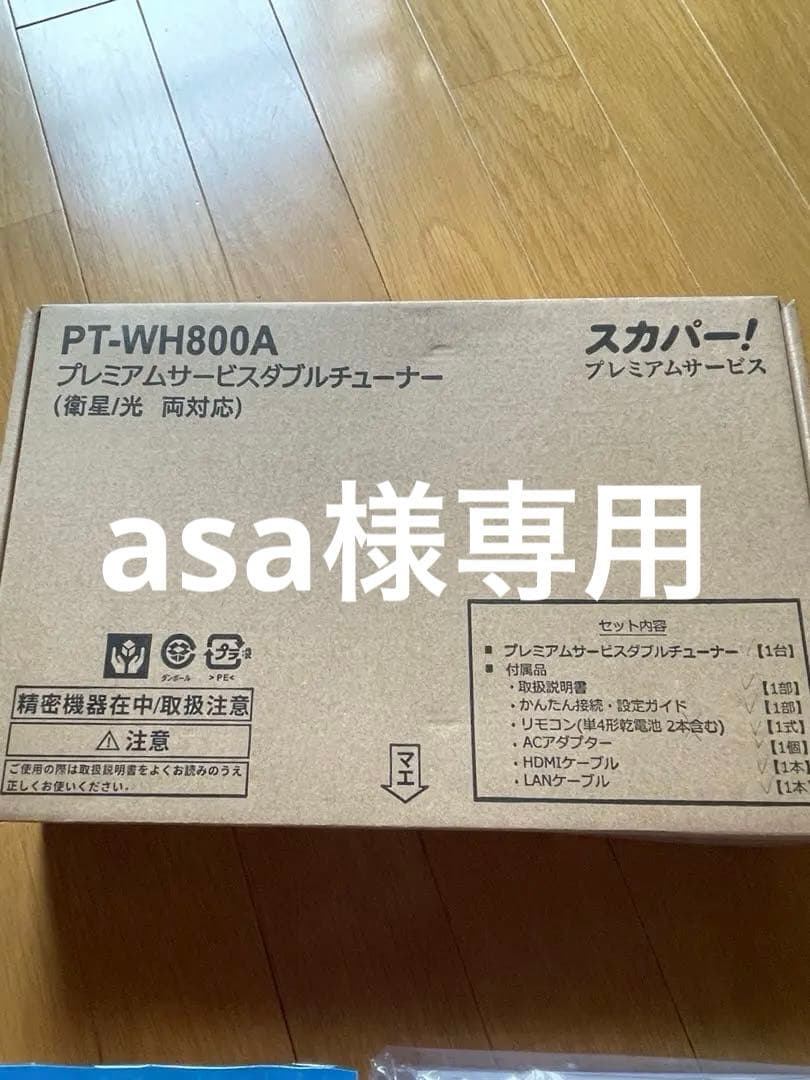 PT-WH800A
プレミアムサービスダブルチューナー
(衛星/光 両対応)
スカパー!
プレミアムサービス
asa様専用
ダンボール
プラ
袋
>PE<
精密機器在中/取扱注意
⚠注意
ご使用の際は取扱説明書をよくお読みのうえ
正しくお使いください。
マエ
セット内容
■ プレミアムサービスダブルチューナー 【1台】
■ 付属品
・取扱説明書 【1部】
・かんたん接続・設定ガイド 【1部】
・リモコン(単4形乾電池 2本含む) 【1式】
・ACアダプター 【1個】
・HDMIケーブル 【1本】
・LANケーブル 【1本】